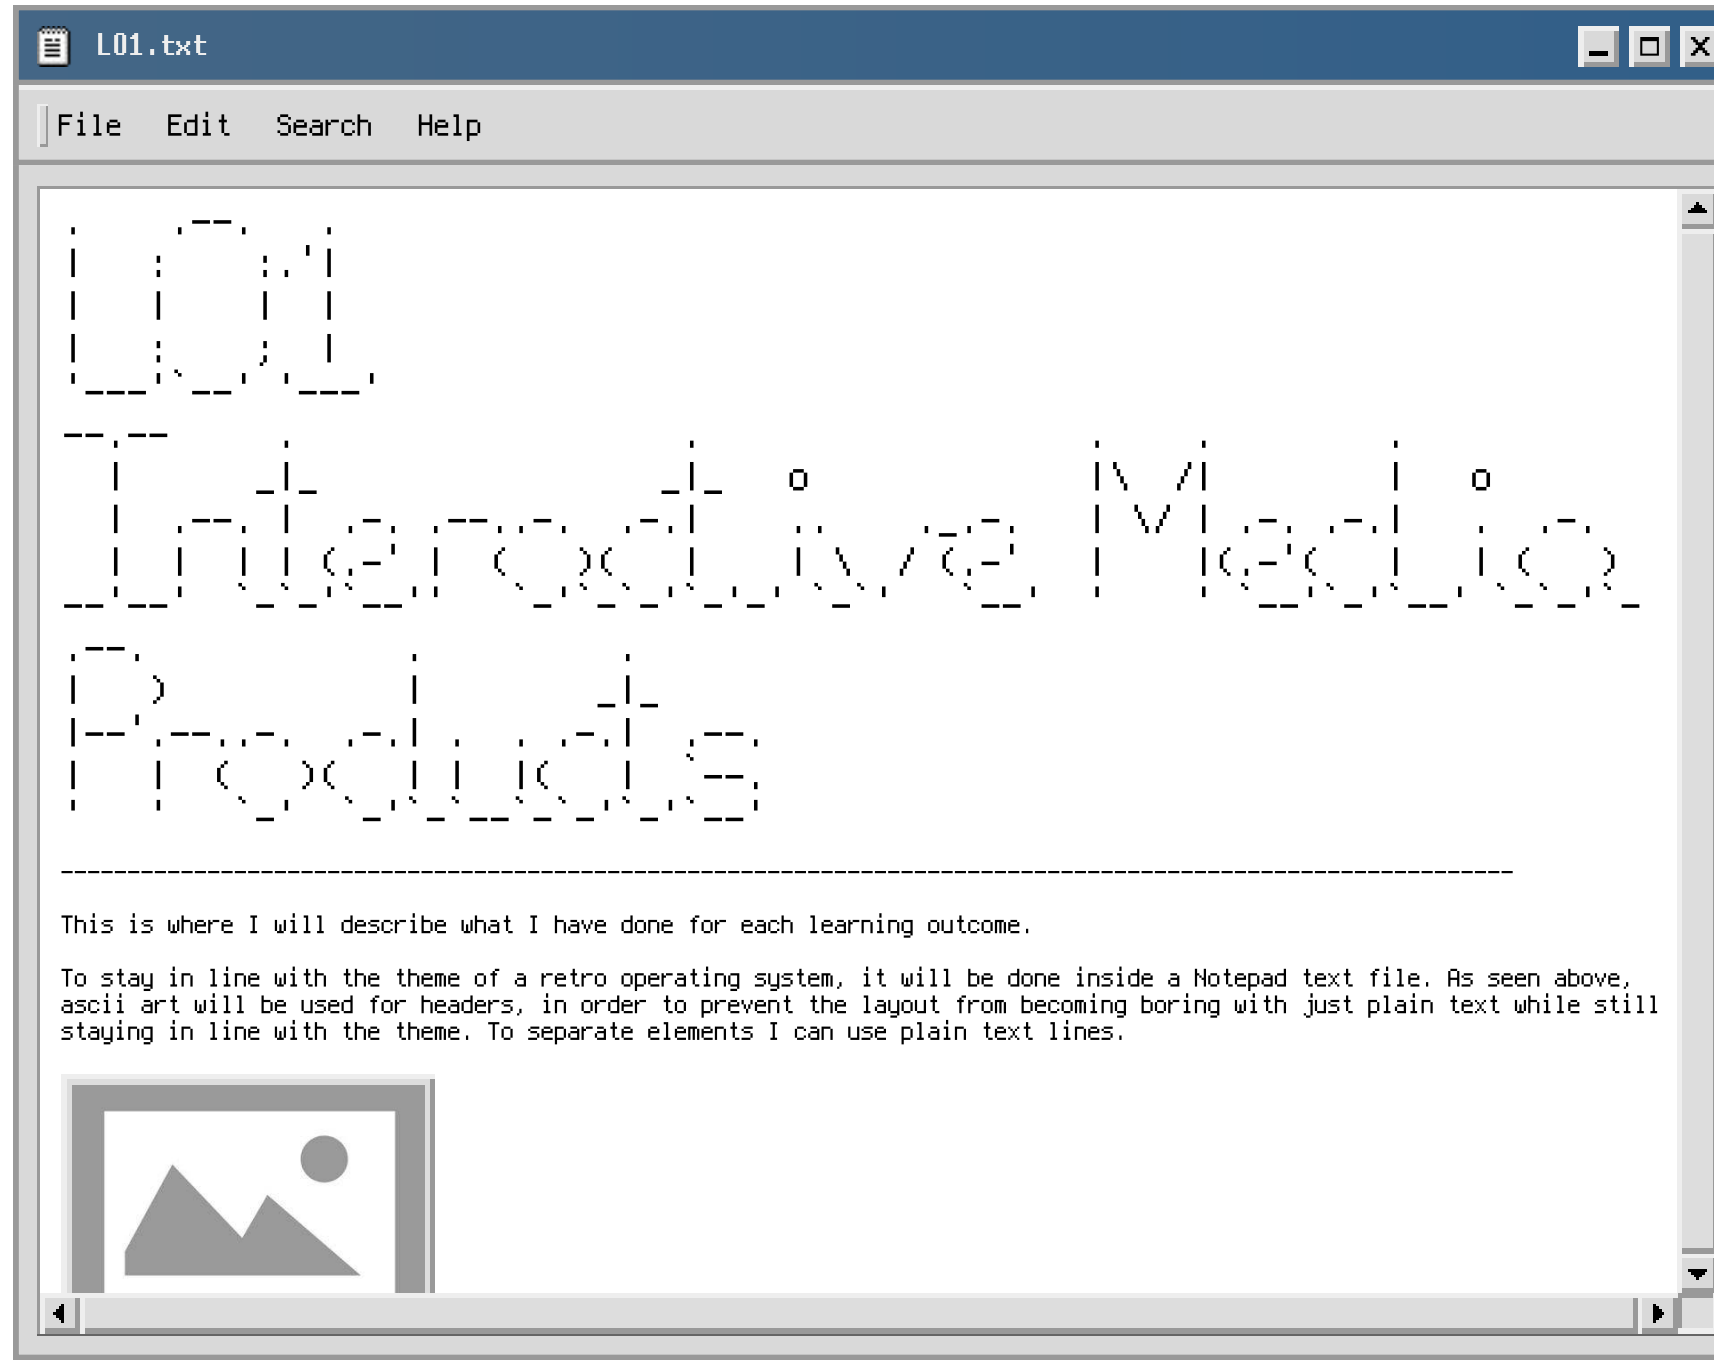 L01.txt
File Edit Search Help
L01
Interactive Media
Products
This is where I will describe what I have done for each learning outcome.
To stay in line with the theme of a retro operating system, it will be done inside a Notepad text file. As seen above,
ascii art will be used for headers, in order to prevent the layout from becoming boring with just plain text while still
staying in line with the theme. To separate elements I can use plain text lines.